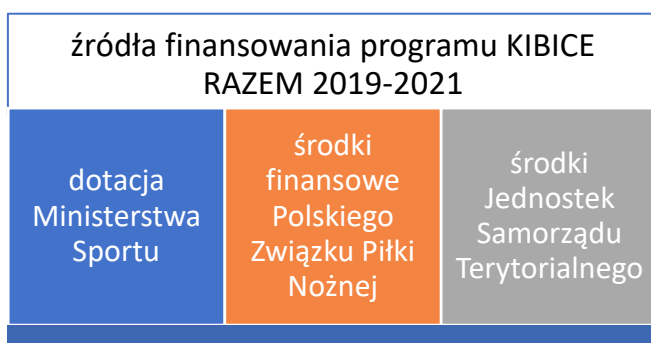 źródła finansowania programu KIBICE
RAZEM 2019-2021
dotacja
Ministerstwa
Sportu
środki
finansowe
Polskiego
Związku Piłki
Nożnej
środki
Jednostek
Samorządu
Terytorialnego